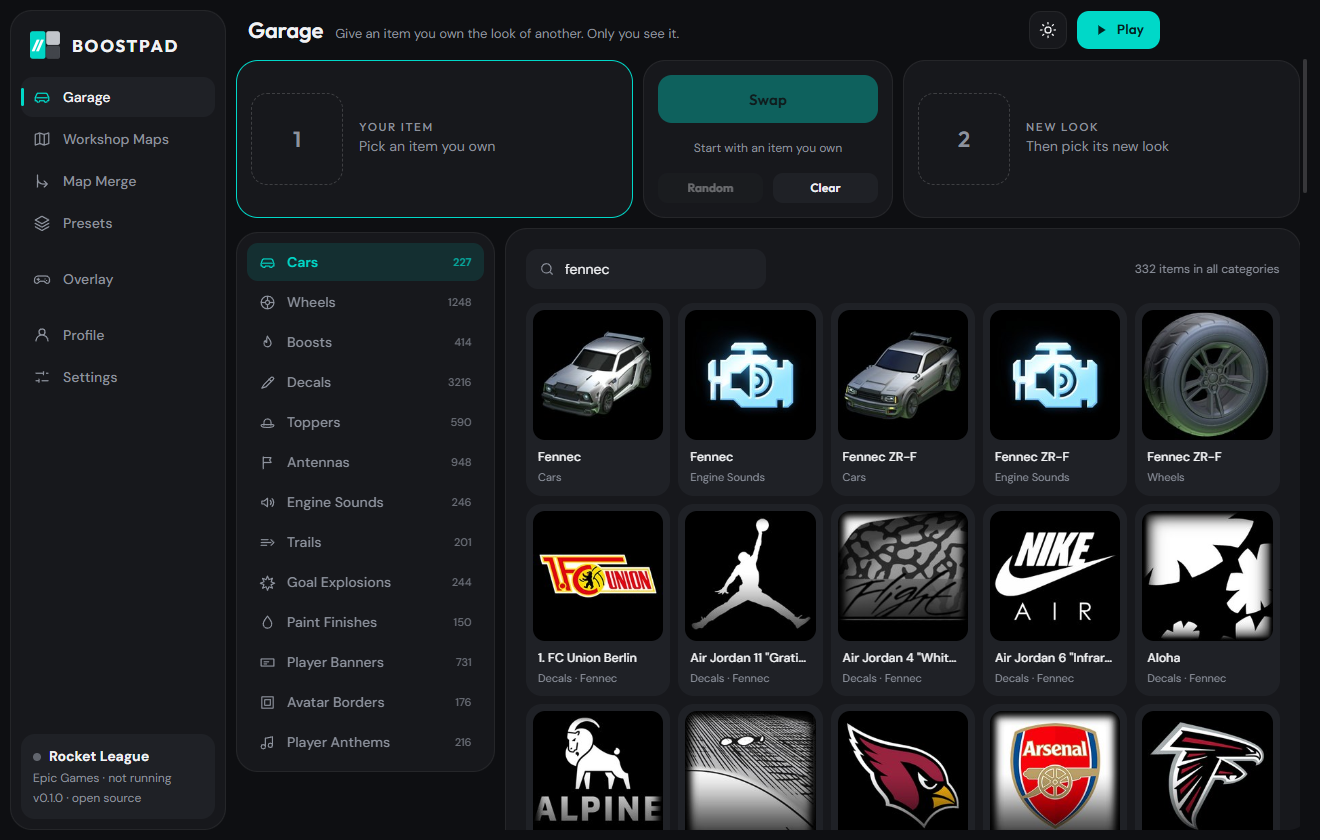 BOOSTPAD
Garage
Workshop Maps
Map Merge
Presets
Overlay
Profile
Settings
Rocket League
Epic Games · not running
v0.1.0 · open source
Garage
Give an item you own the look of another. Only you see it.
Play
1
YOUR ITEM
Pick an item you own
Swap
Start with an item you own
Random
Clear
2
NEW LOOK
Then pick its new look
Cars 227
Wheels 1248
Boosts 414
Decals 3216
Toppers 590
Antennas 948
Engine Sounds 246
Trails 201
Goal Explosions 244
Paint Finishes 150
Player Banners 731
Avatar Borders 176
Player Anthems 216
fennec
332 items in all categories
Fennec
Cars
Fennec
Engine Sounds
Fennec ZR-F
Cars
Fennec ZR-F
Engine Sounds
Fennec ZR-F
Wheels
1.FC UNION
1. FC Union Berlin
Decals · Fennec
Air Jordan 11 "Grati...
Decals · Fennec
Flight
Air Jordan 4 "Whit...
Decals · Fennec
NIKE
AIR
Air Jordan 6 "Infrar...
Decals · Fennec
Aloha
Decals · Fennec
ALPINE
Arsenal